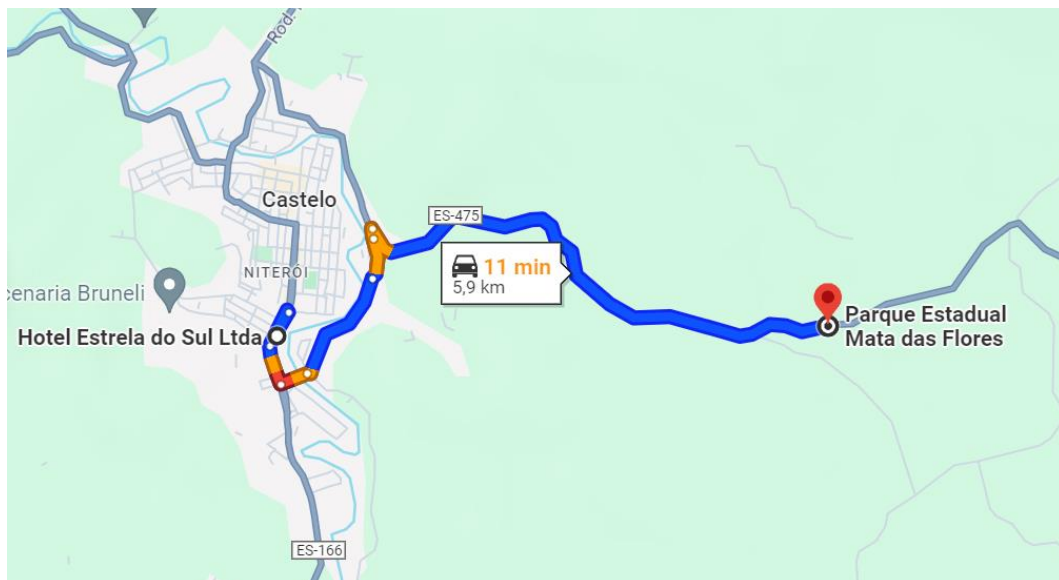 Rod.
Castelo
ES-475
11 min
5,9 km
NITERÓI
cenaria Bruneli
Hotel Estrela do Sul Ltda
Parque Estadual
Mata das Flores
ES-166